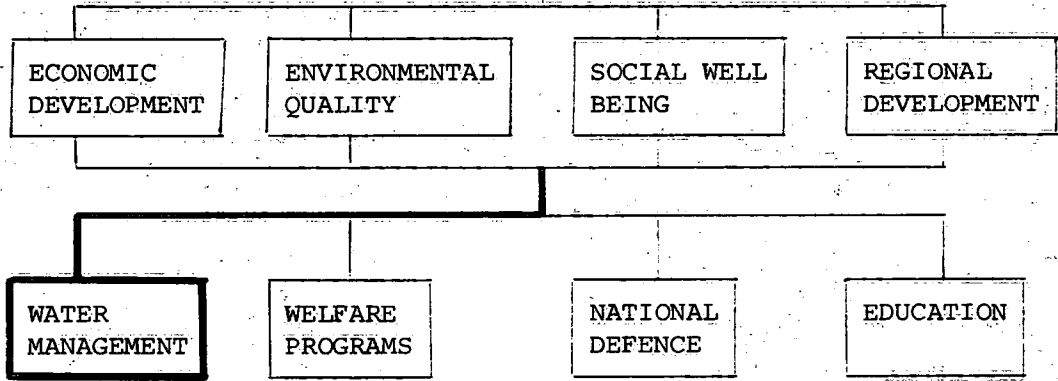 ECONOMIC
DEVELOPMENT
ENVIRONMENTAL
QUALITY
SOCIAL WELL
BEING
REGIONAL
DEVELOPMENT
WATER
MANAGEMENT
WELFARE
PROGRAMS
NATIONAL
DEFENCE
EDUCATION